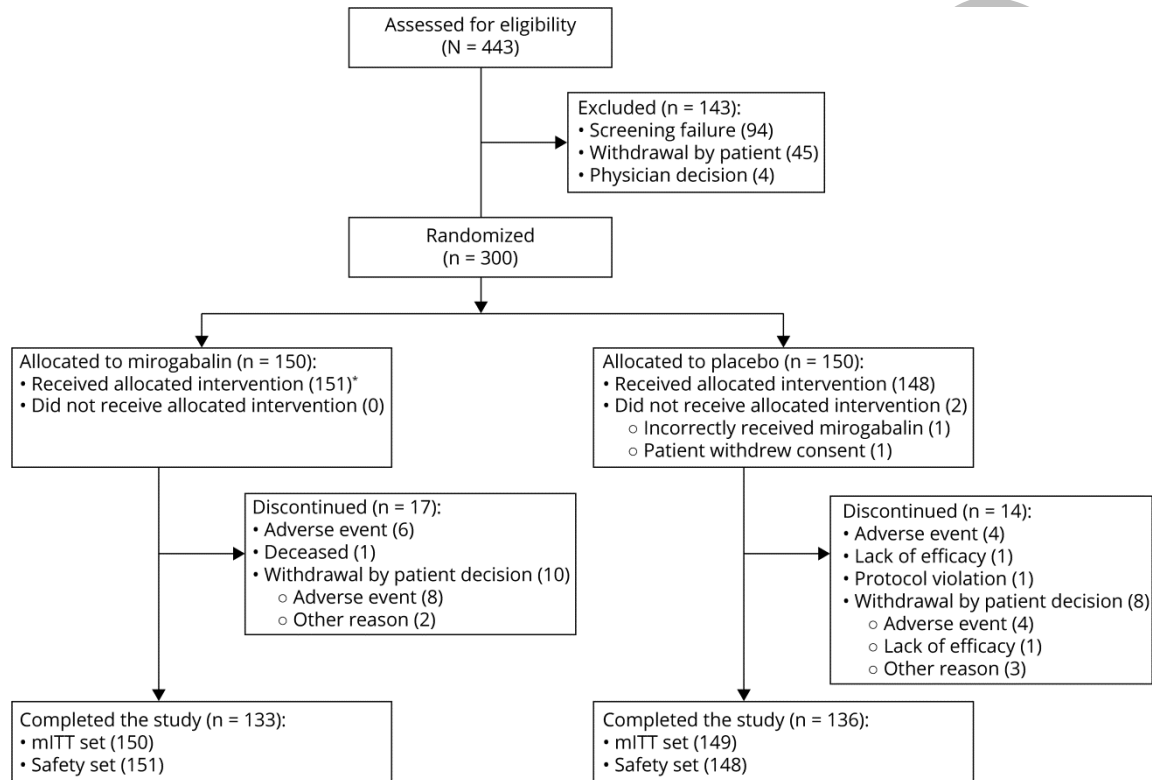 Assessed for eligibility
(N = 443)
Excluded (n = 143):
• Screening failure (94)
• Withdrawal by patient (45)
• Physician decision (4)
Randomized
(n = 300)
Allocated to mirogabalin (n = 150):
• Received allocated intervention (151)*
• Did not receive allocated intervention (0)
Allocated to placebo (n = 150):
• Received allocated intervention (148)
• Did not receive allocated intervention (2)
○ Incorrectly received mirogabalin (1)
○ Patient withdrew consent (1)
Discontinued (n = 17):
• Adverse event (6)
• Deceased (1)
• Withdrawal by patient decision (10)
○ Adverse event (8)
○ Other reason (2)
Discontinued (n = 14):
• Adverse event (4)
• Lack of efficacy (1)
• Protocol violation (1)
• Withdrawal by patient decision (8)
○ Adverse event (4)
○ Lack of efficacy (1)
○ Other reason (3)
Completed the study (n = 133):
• mITT set (150)
• Safety set (151)
Completed the study (n = 136):
• mITT set (149)
• Safety set (148)